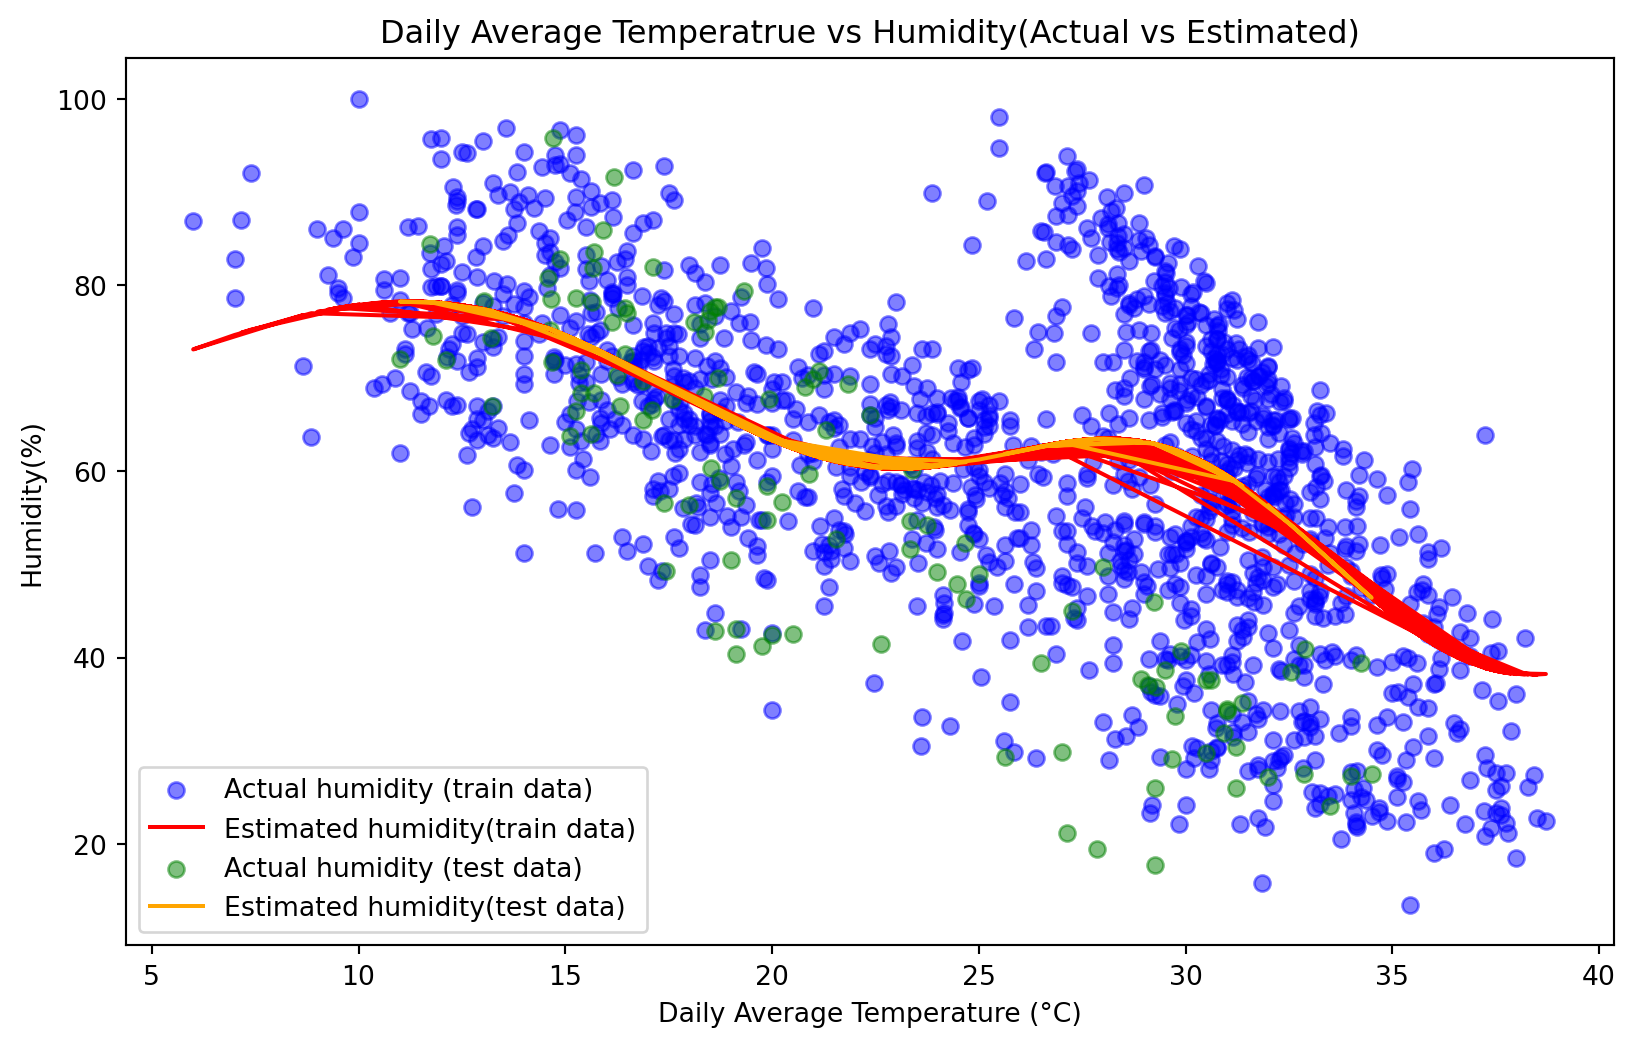 Daily Average Temperatrue vs Humidity(Actual vs Estimated)
Humidity(%)
100
80
60
40
20
Actual humidity (train data)
Estimated humidity(train data)
Actual humidity (test data)
Estimated humidity(test data)
5 10 15 20 25 30 35 40
Daily Average Temperature (°C)